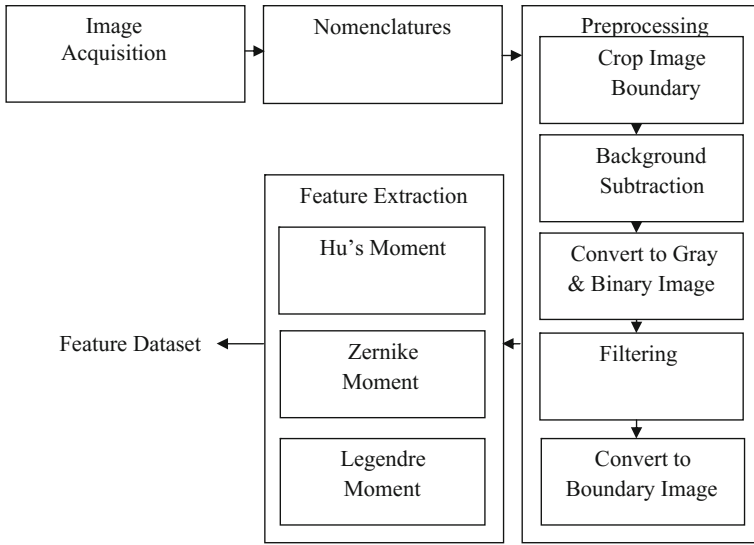 Image
Acquisition
Nomenclatures
Preprocessing
Crop Image
Boundary
Background
Subtraction
Convert to Gray
& Binary Image
Filtering
Convert to
Boundary Image
Feature Extraction
Hu's Moment
Zernike
Moment
Legendre
Moment
Feature Dataset